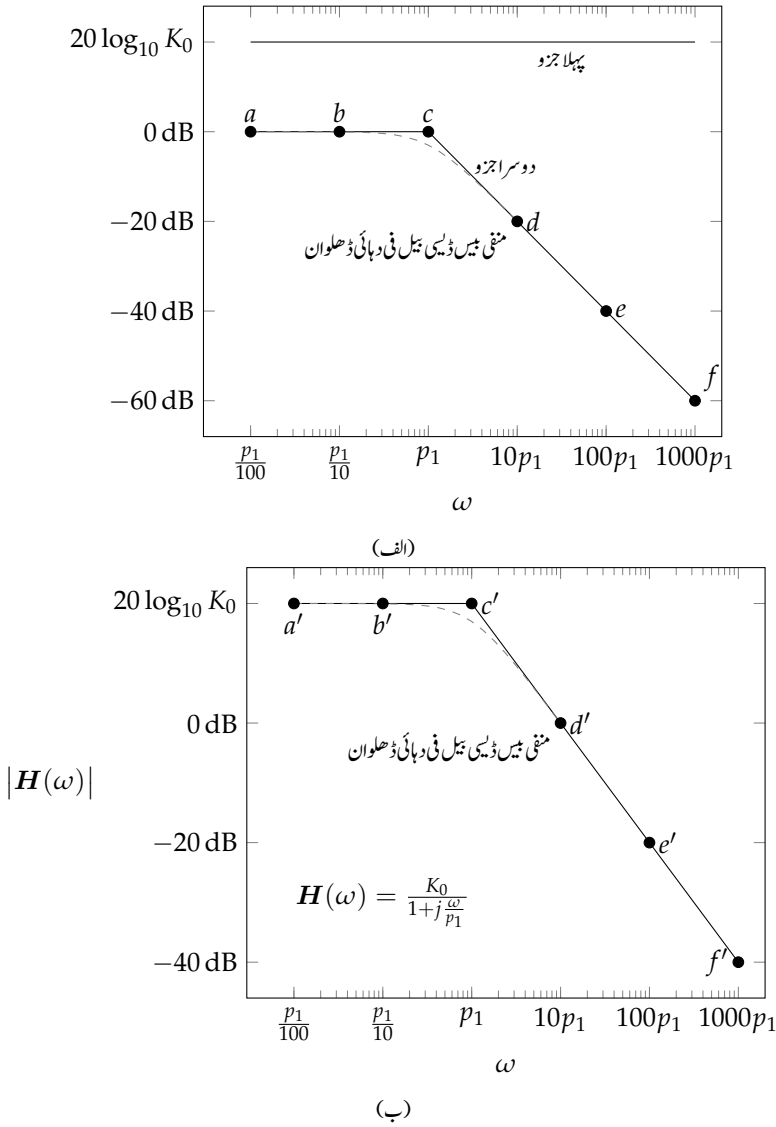 20 log₁₀ K₀
پہلا جزو
a b c
0 dB
دوسرا جزو
−20 dB
d
منفی بیس ڈیسی بیل فی دہائی ڈھلوان
−40 dB
e
f
−60 dB
p₁/100 p₁/10 p₁ 10p₁ 100p₁ 1000p₁
ω
(الف)
20 log₁₀ K₀
a′ b′ c′
0 dB
d′
منفی بیس ڈیسی بیل فی دہائی ڈھلوان
|H(ω)|
−20 dB
e′
H(ω) = K₀/(1+j ω/p₁)
−40 dB
f′
p₁/100 p₁/10 p₁ 10p₁ 100p₁ 1000p₁
ω
(ب)